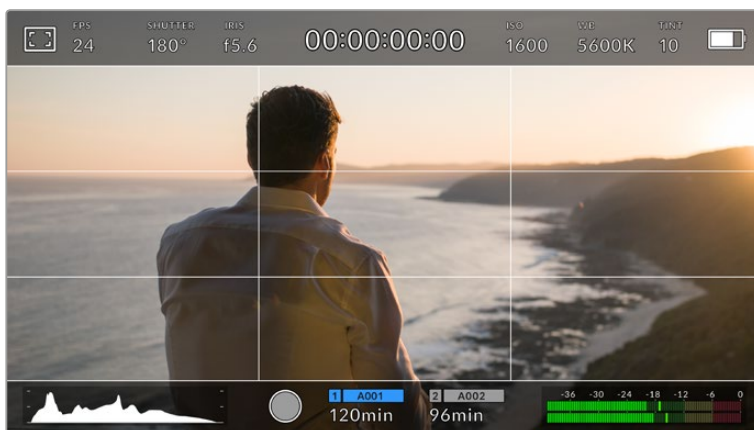 FPS SHUTTER IRIS ISO WB TINT
24 180° f5.6 00:00:00:00 1600 5600K 10
1 A001 2 A002 -36 -30 -24 -18 -12 -6 0
120min 96min